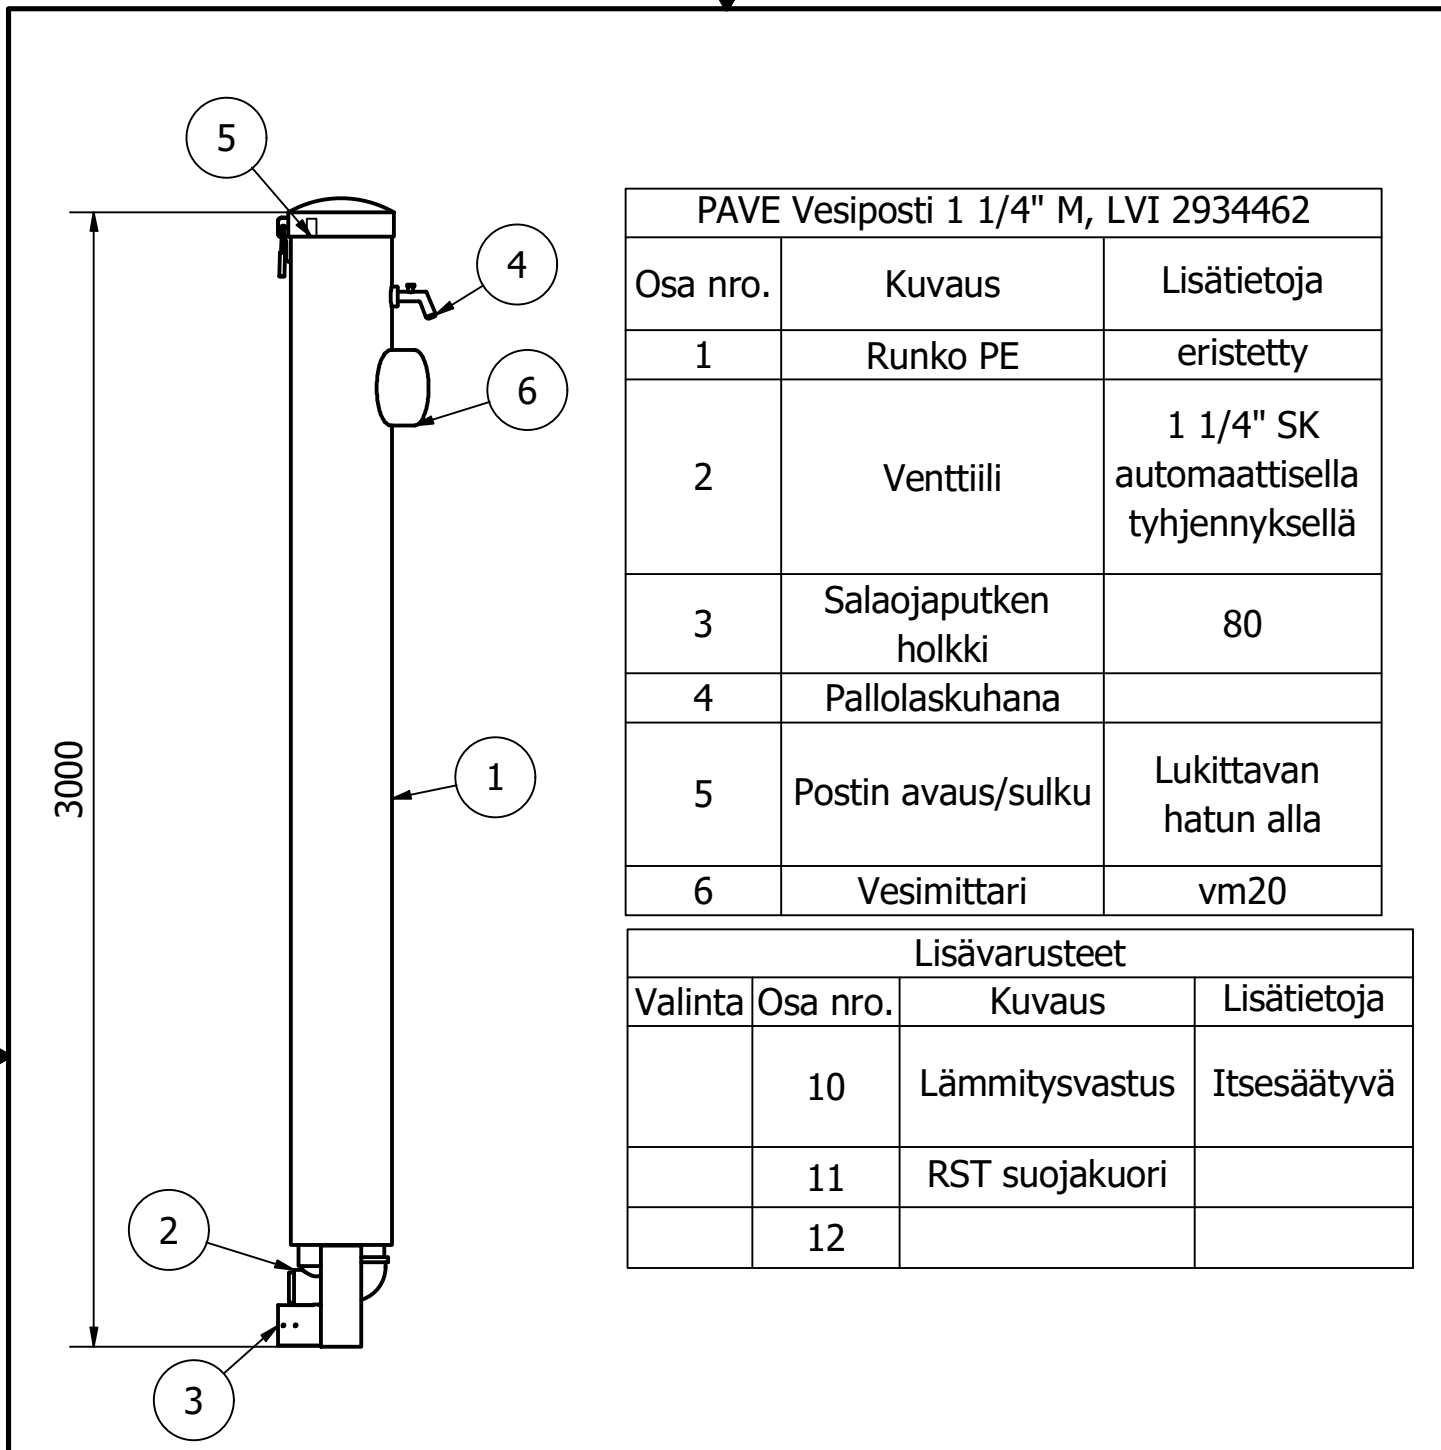 5
4
6
3000
1
2
3
PAVE Vesiposti 1 1/4" M, LVI 2934462
Osa nro. Kuvaus Lisätietoja
1 Runko PE eristetty
2 Venttiili 1 1/4" SK
automaattisella
tyhjennyksellä
3 Salaojaputken
holkki 80
4 Pallolaskuhana
5 Postin avaus/sulku Lukittavan
hatun alla
6 Vesimittari vm20
Lisävarusteet
Valinta Osa nro. Kuvaus Lisätietoja
10 Lämmitysvastus Itsesäätyvä
11 RST suojakuori
12